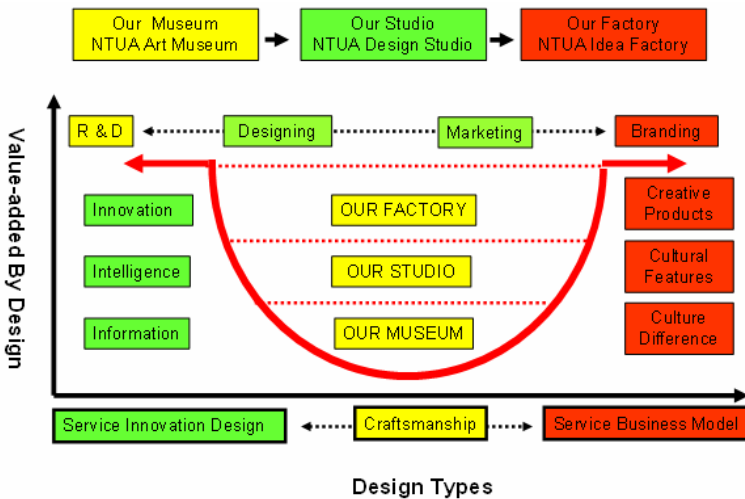 Our Museum
NTUA Art Museum
Our Studio
NTUA Design Studio
Our Factory
NTUA Idea Factory
Value-added By Design
R & D
Designing
Marketing
Branding
Innovation
OUR FACTORY
Creative
Products
Intelligence
OUR STUDIO
Cultural
Features
Information
OUR MUSEUM
Culture
Difference
Service Innovation Design
Craftsmanship
Service Business Model
Design Types